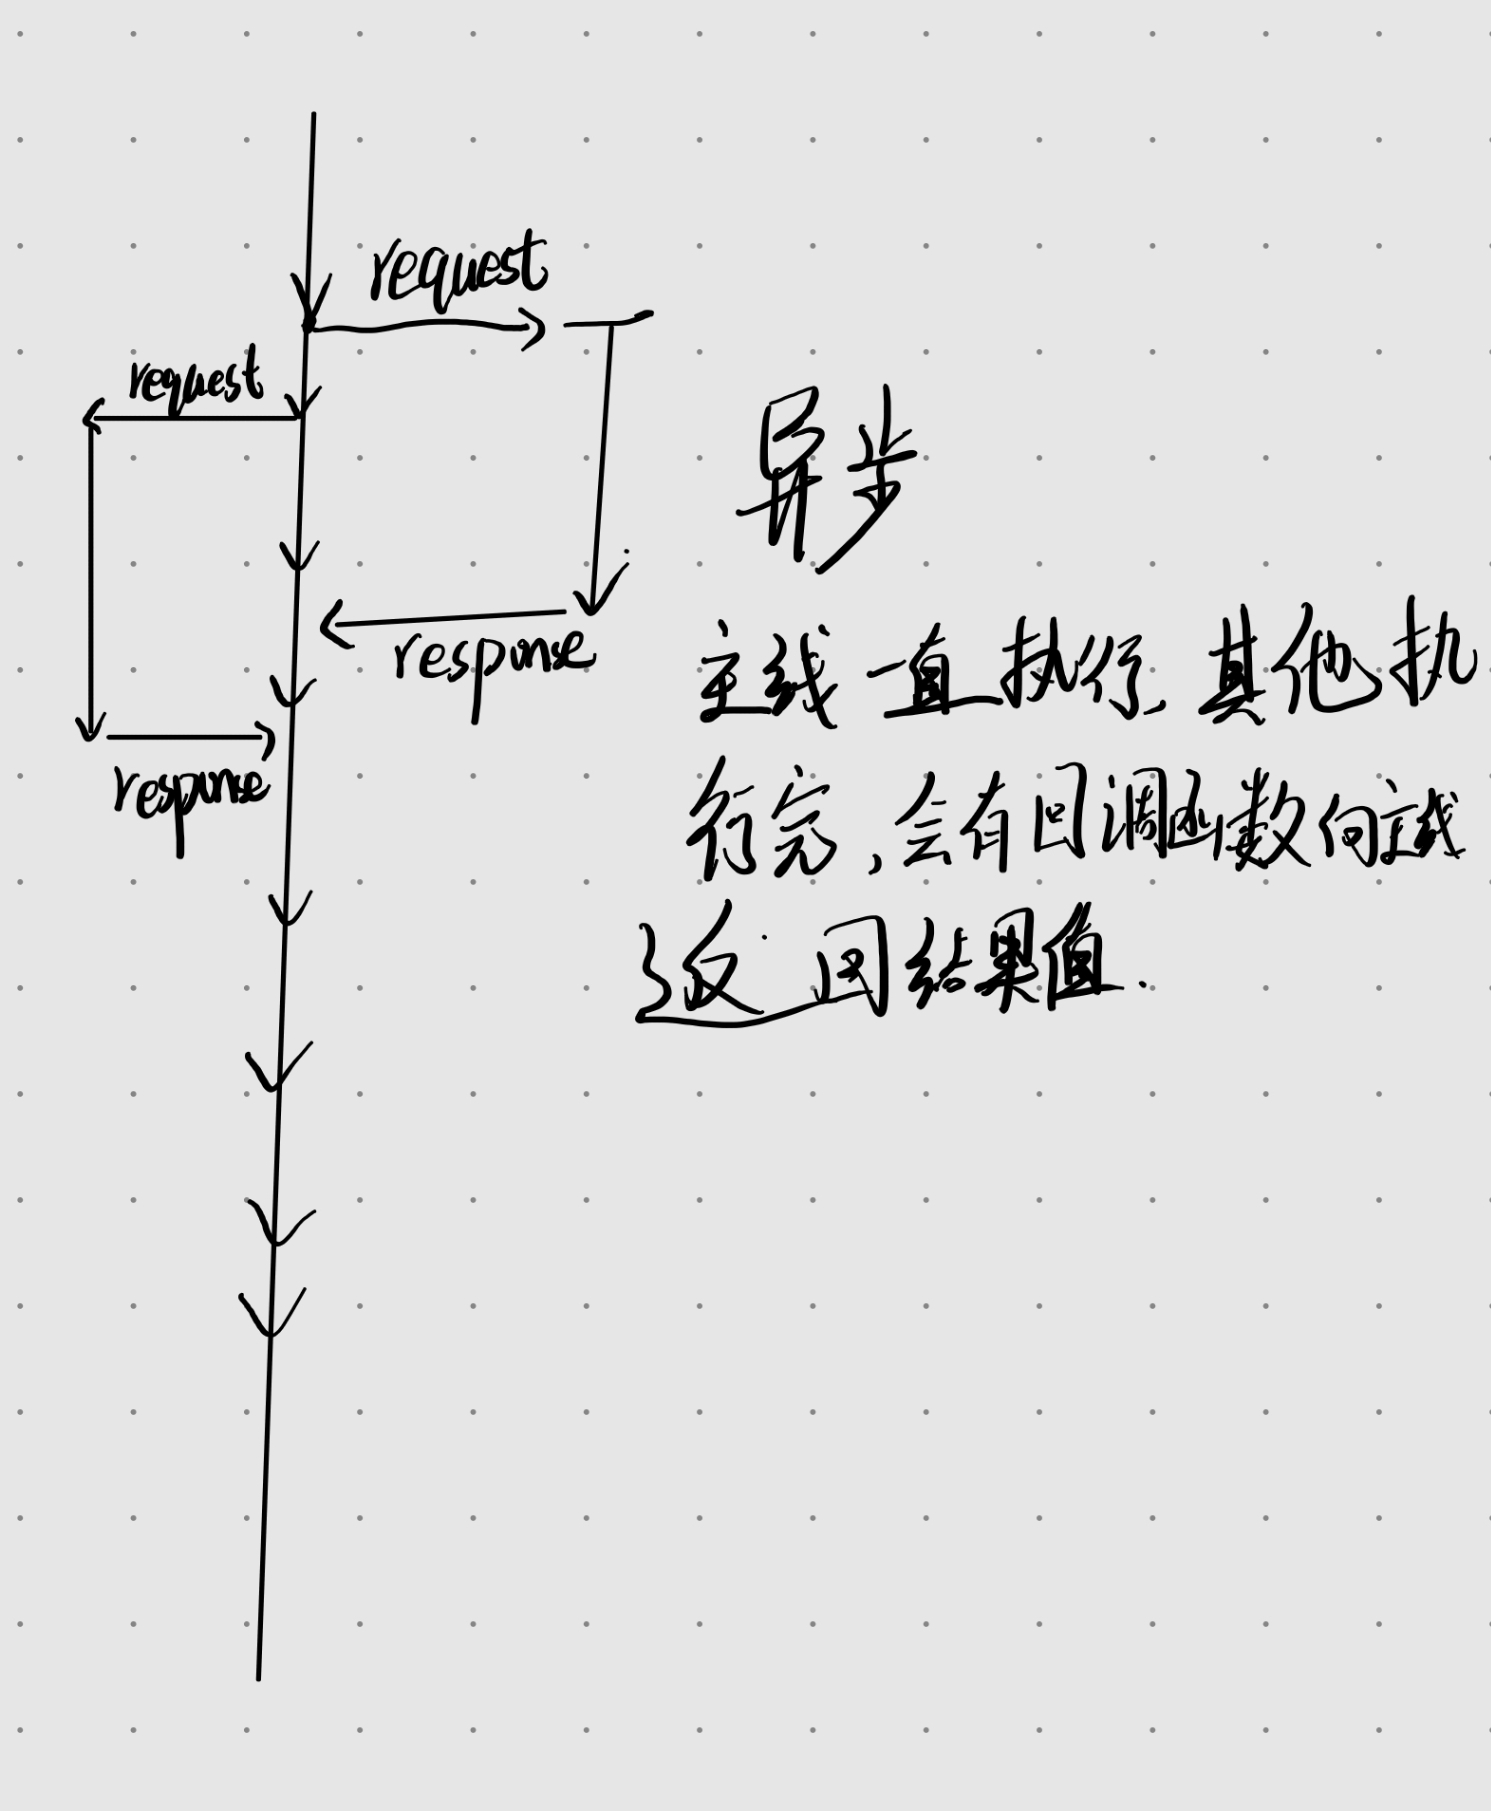 request
request
异步
response
主线一直执行,其他执
行完,会有回调函数向主线
response
返回结果值.